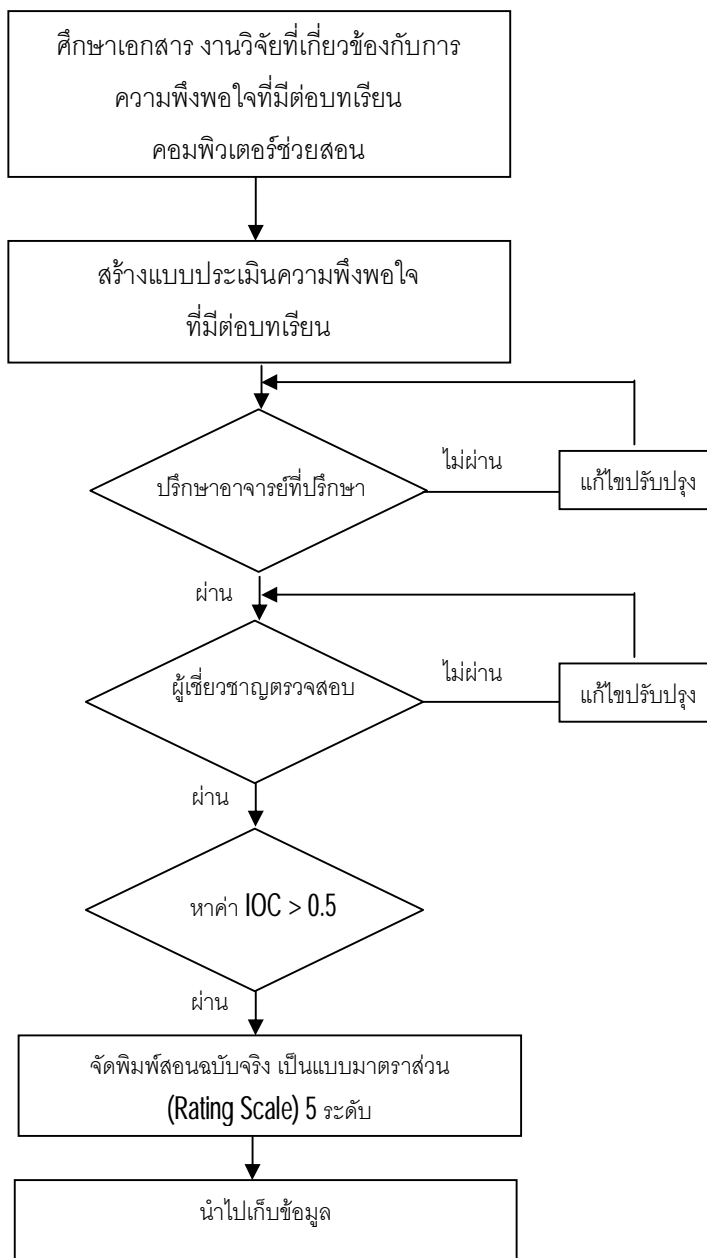 ศึกษาเอกสาร งานวิจัยที่เกี่ยวข้องกับการ
ความพึงพอใจที่มีต่อบทเรียน
คอมพิวเตอร์ช่วยสอน
สร้างแบบประเมินความพึงพอใจ
ที่มีต่อบทเรียน
ปรึกษาอาจารย์ที่ปรึกษา
ไม่ผ่าน
แก้ไขปรับปรุง
ผ่าน
ผู้เชี่ยวชาญตรวจสอบ
ไม่ผ่าน
แก้ไขปรับปรุง
ผ่าน
หาค่า IOC > 0.5
ผ่าน
จัดพิมพ์สอนฉบับจริง เป็นแบบมาตราส่วน
(Rating Scale) 5 ระดับ
นำไปเก็บข้อมูล